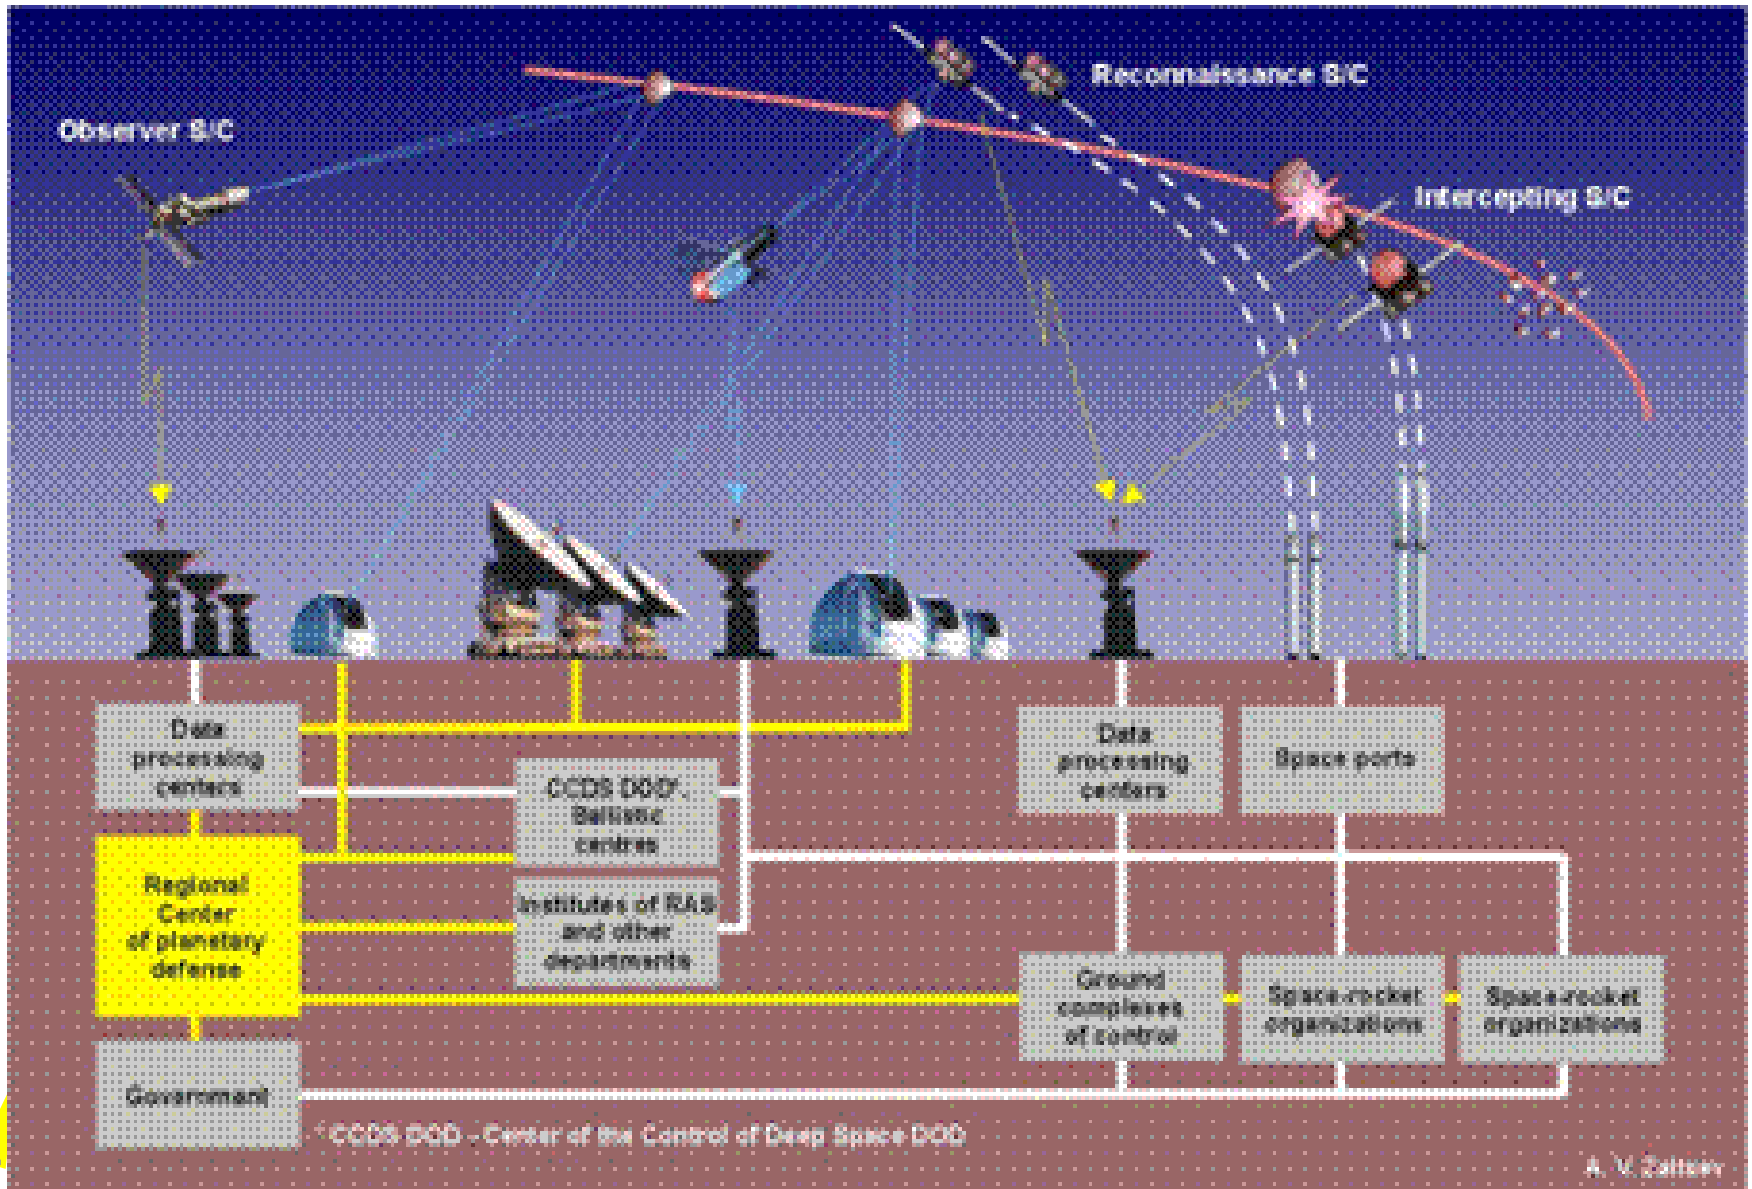 Reconnaissance S/C
Observer S/C
Intercepting S/C
Data
processing
centers
CCDS DOD*.
Ballistic
centres
Data
processing
centers
Space ports
Regional
Center
of planetary
defense
Institutes of RAS
and other
departments
Ground
complexes
of control
Space-rocket
organizations
Space-rocket
organizations
Government
* CCDS DOD - Center of the Control of Deep Space DOD
A. V. Zaitsev